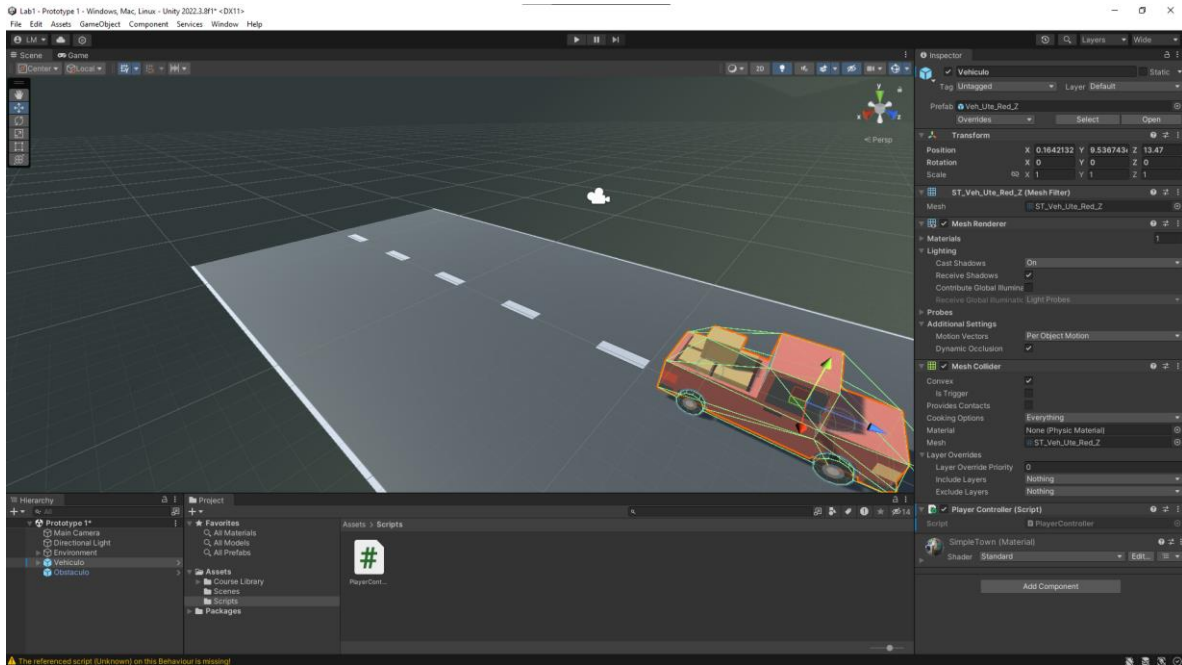 Lab1 - Prototype 1 - Windows, Mac, Linux - Unity 2022.3.8f1* <DX11>
File Edit Assets GameObject Component Services Window Help
LM Layers Wide
Scene Game
Center Local 2D
y
x z
Persp
Inspector
Vehiculo Static
Tag Untagged Layer Default
Prefab Veh_Ute_Red_Z
Overrides Select Open
Transform
Position X 0.1642132 Y 9.536743e Z 13.47
Rotation X 0 Y 0 Z 0
Scale X 1 Y 1 Z 1
ST_Veh_Ute_Red_Z (Mesh Filter)
Mesh ST_Veh_Ute_Red_Z
Mesh Renderer
Materials 1
Lighting
Cast Shadows On
Receive Shadows
Contribute Global Illumina
Receive Global Illuminati Light Probes
Probes
Additional Settings
Motion Vectors Per Object Motion
Dynamic Occlusion
Mesh Collider
Convex
Is Trigger
Provides Contacts
Cooking Options Everything
Material None (Physic Material)
Mesh ST_Veh_Ute_Red_Z
Layer Overrides
Layer Override Priority 0
Include Layers Nothing
Exclude Layers Nothing
Player Controller (Script)
Script PlayerController
SimpleTown (Material)
Shader Standard Edit...
Add Component
Hierarchy
All
Prototype 1*
Main Camera
Directional Light
Environment
Vehiculo
Obstaculo
Project
14
Favorites
All Materials
All Models
All Prefabs
Assets
Course Library
Scenes
Scripts
Packages
Assets > Scripts
#
PlayerCont...
The referenced script (Unknown) on this Behaviour is missing!